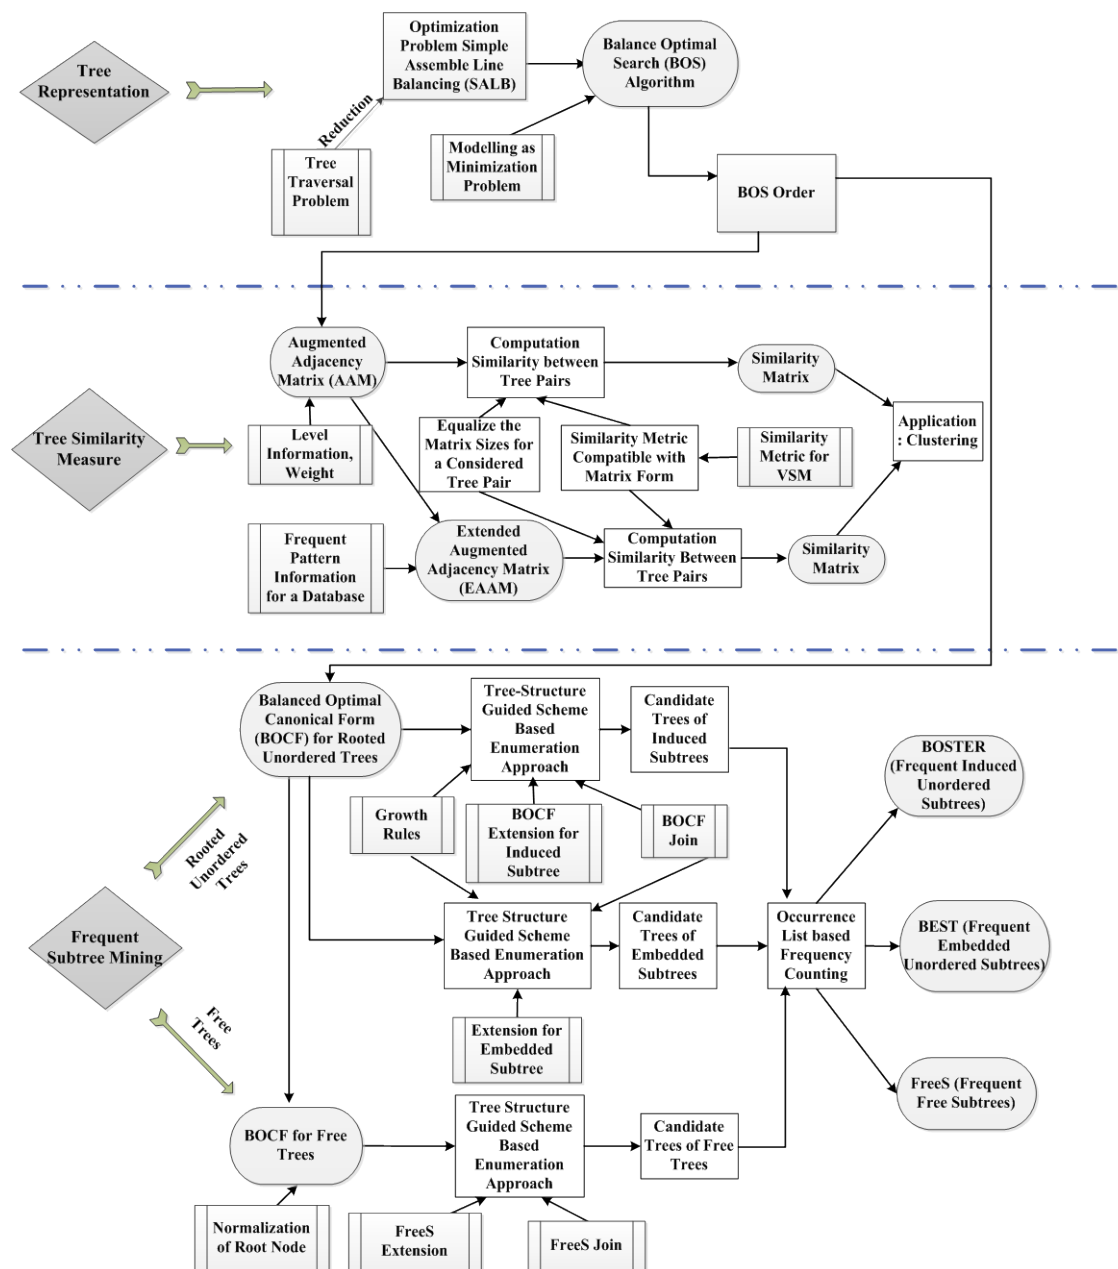 Tree
Representation
Optimization
Problem Simple
Assemble Line
Balancing (SALB)
Balance Optimal
Search (BOS)
Algorithm
Reduction
Tree
Traversal
Problem
Modelling as
Minimization
Problem
BOS Order
Tree Similarity
Measure
Augmented
Adjacency
Matrix (AAM)
Computation
Similarity between
Tree Pairs
Similarity
Matrix
Application
: Clustering
Level
Information,
Weight
Equalize the
Matrix Sizes for
a Considered
Tree Pair
Similarity Metric
Compatible with
Matrix Form
Similarity
Metric for
VSM
Frequent
Pattern
Information
for a Database
Extended
Augmented
Adjacency Matrix
(EAAM)
Computation
Similarity Between
Tree Pairs
Similarity
Matrix
Balanced Optimal
Canonical Form
(BOCF) for Rooted
Unordered Trees
Tree-Structure
Guided Scheme
Based
Enumeration
Approach
Candidate
Trees of
Induced
Subtrees
BOSTER
(Frequent Induced
Unordered
Subtrees)
Growth
Rules
BOCF
Extension for
Induced
Subtree
BOCF
Join
Rooted
Unordered
Trees
Frequent
Subtree Mining
Tree Structure
Guided Scheme
Based Enumeration
Approach
Candidate
Trees of
Embedded
Subtrees
Occurrence
List based
Frequency
Counting
BEST (Frequent
Embedded
Unordered Subtrees)
Free
Trees
Extension for
Embedded
Subtree
FreeS (Frequent
Free Subtrees)
BOCF for Free
Trees
Tree Structure
Guided Scheme
Based
Enumeration
Approach
Candidate
Trees of Free
Trees
Normalization
of Root Node
FreeS
Extension
FreeS Join